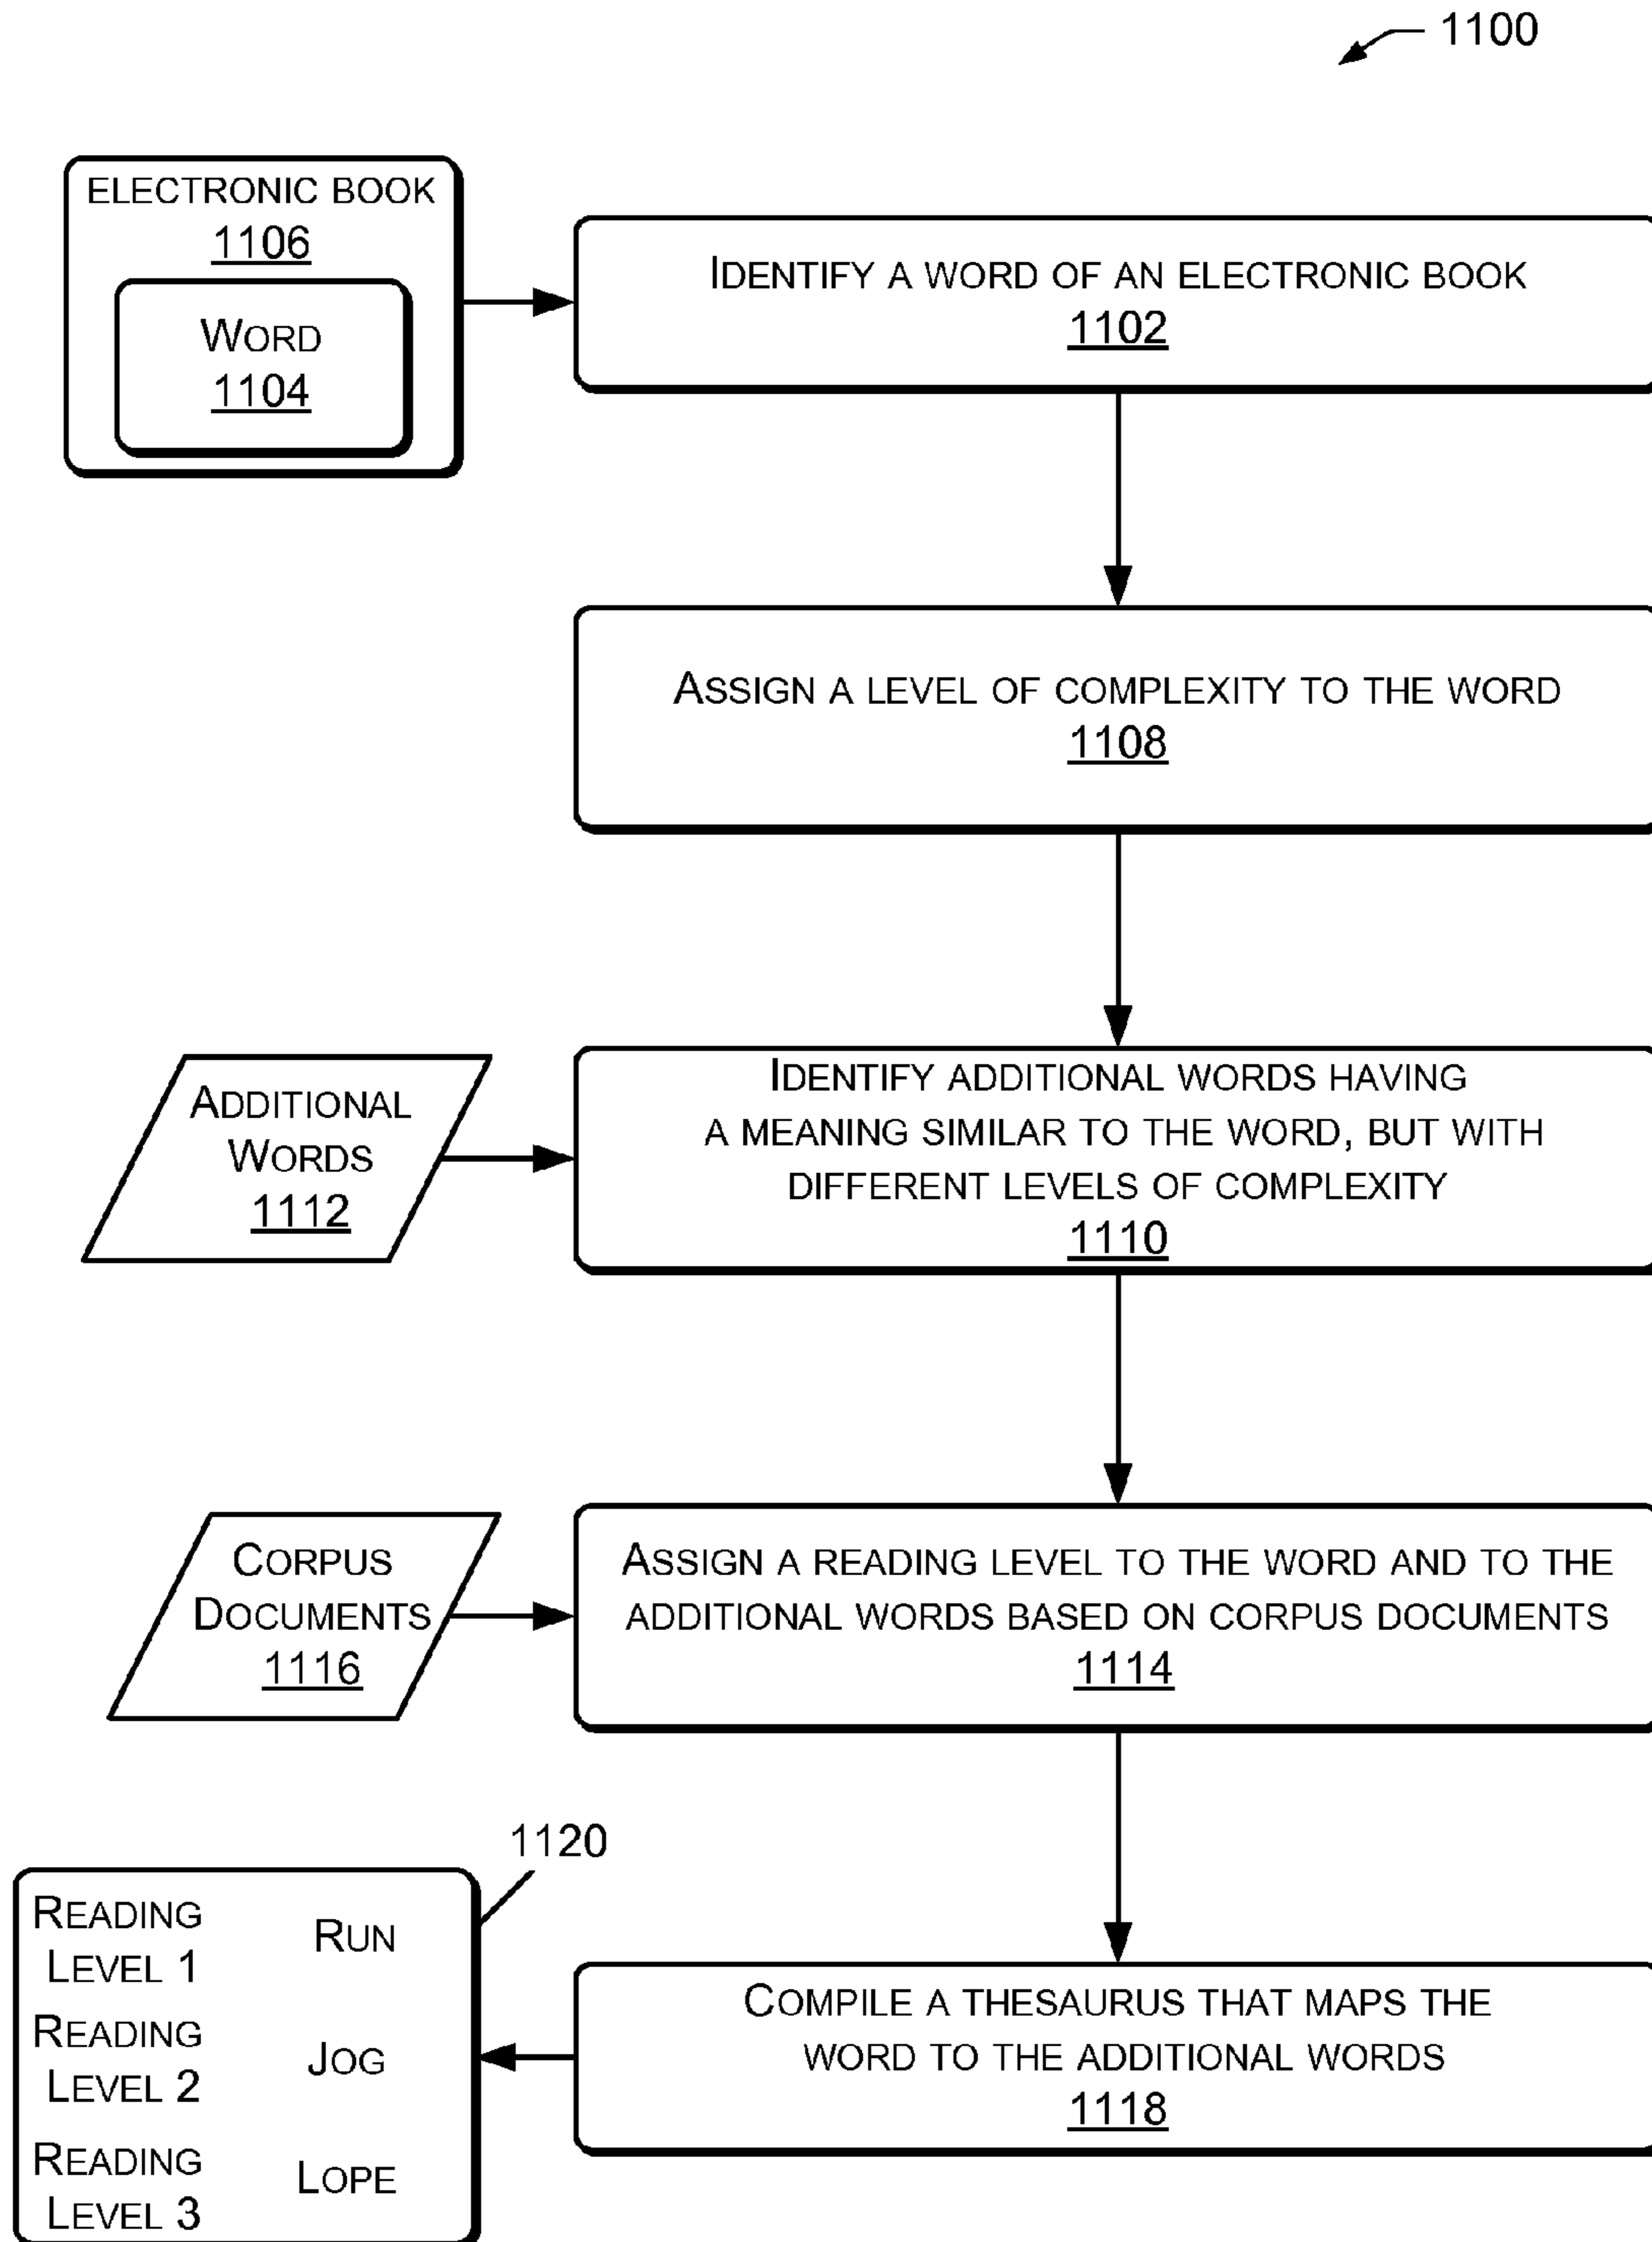 1100
ELECTRONIC BOOK
1106
WORD
1104
IDENTIFY A WORD OF AN ELECTRONIC BOOK
1102
ASSIGN A LEVEL OF COMPLEXITY TO THE WORD
1108
ADDITIONAL
WORDS
1112
IDENTIFY ADDITIONAL WORDS HAVING
A MEANING SIMILAR TO THE WORD, BUT WITH
DIFFERENT LEVELS OF COMPLEXITY
1110
CORPUS
DOCUMENTS
1116
ASSIGN A READING LEVEL TO THE WORD AND TO THE
ADDITIONAL WORDS BASED ON CORPUS DOCUMENTS
1114
1120
READING
LEVEL 1
RUN
READING
LEVEL 2
JOG
READING
LEVEL 3
LOPE
COMPILE A THESAURUS THAT MAPS THE
WORD TO THE ADDITIONAL WORDS
1118